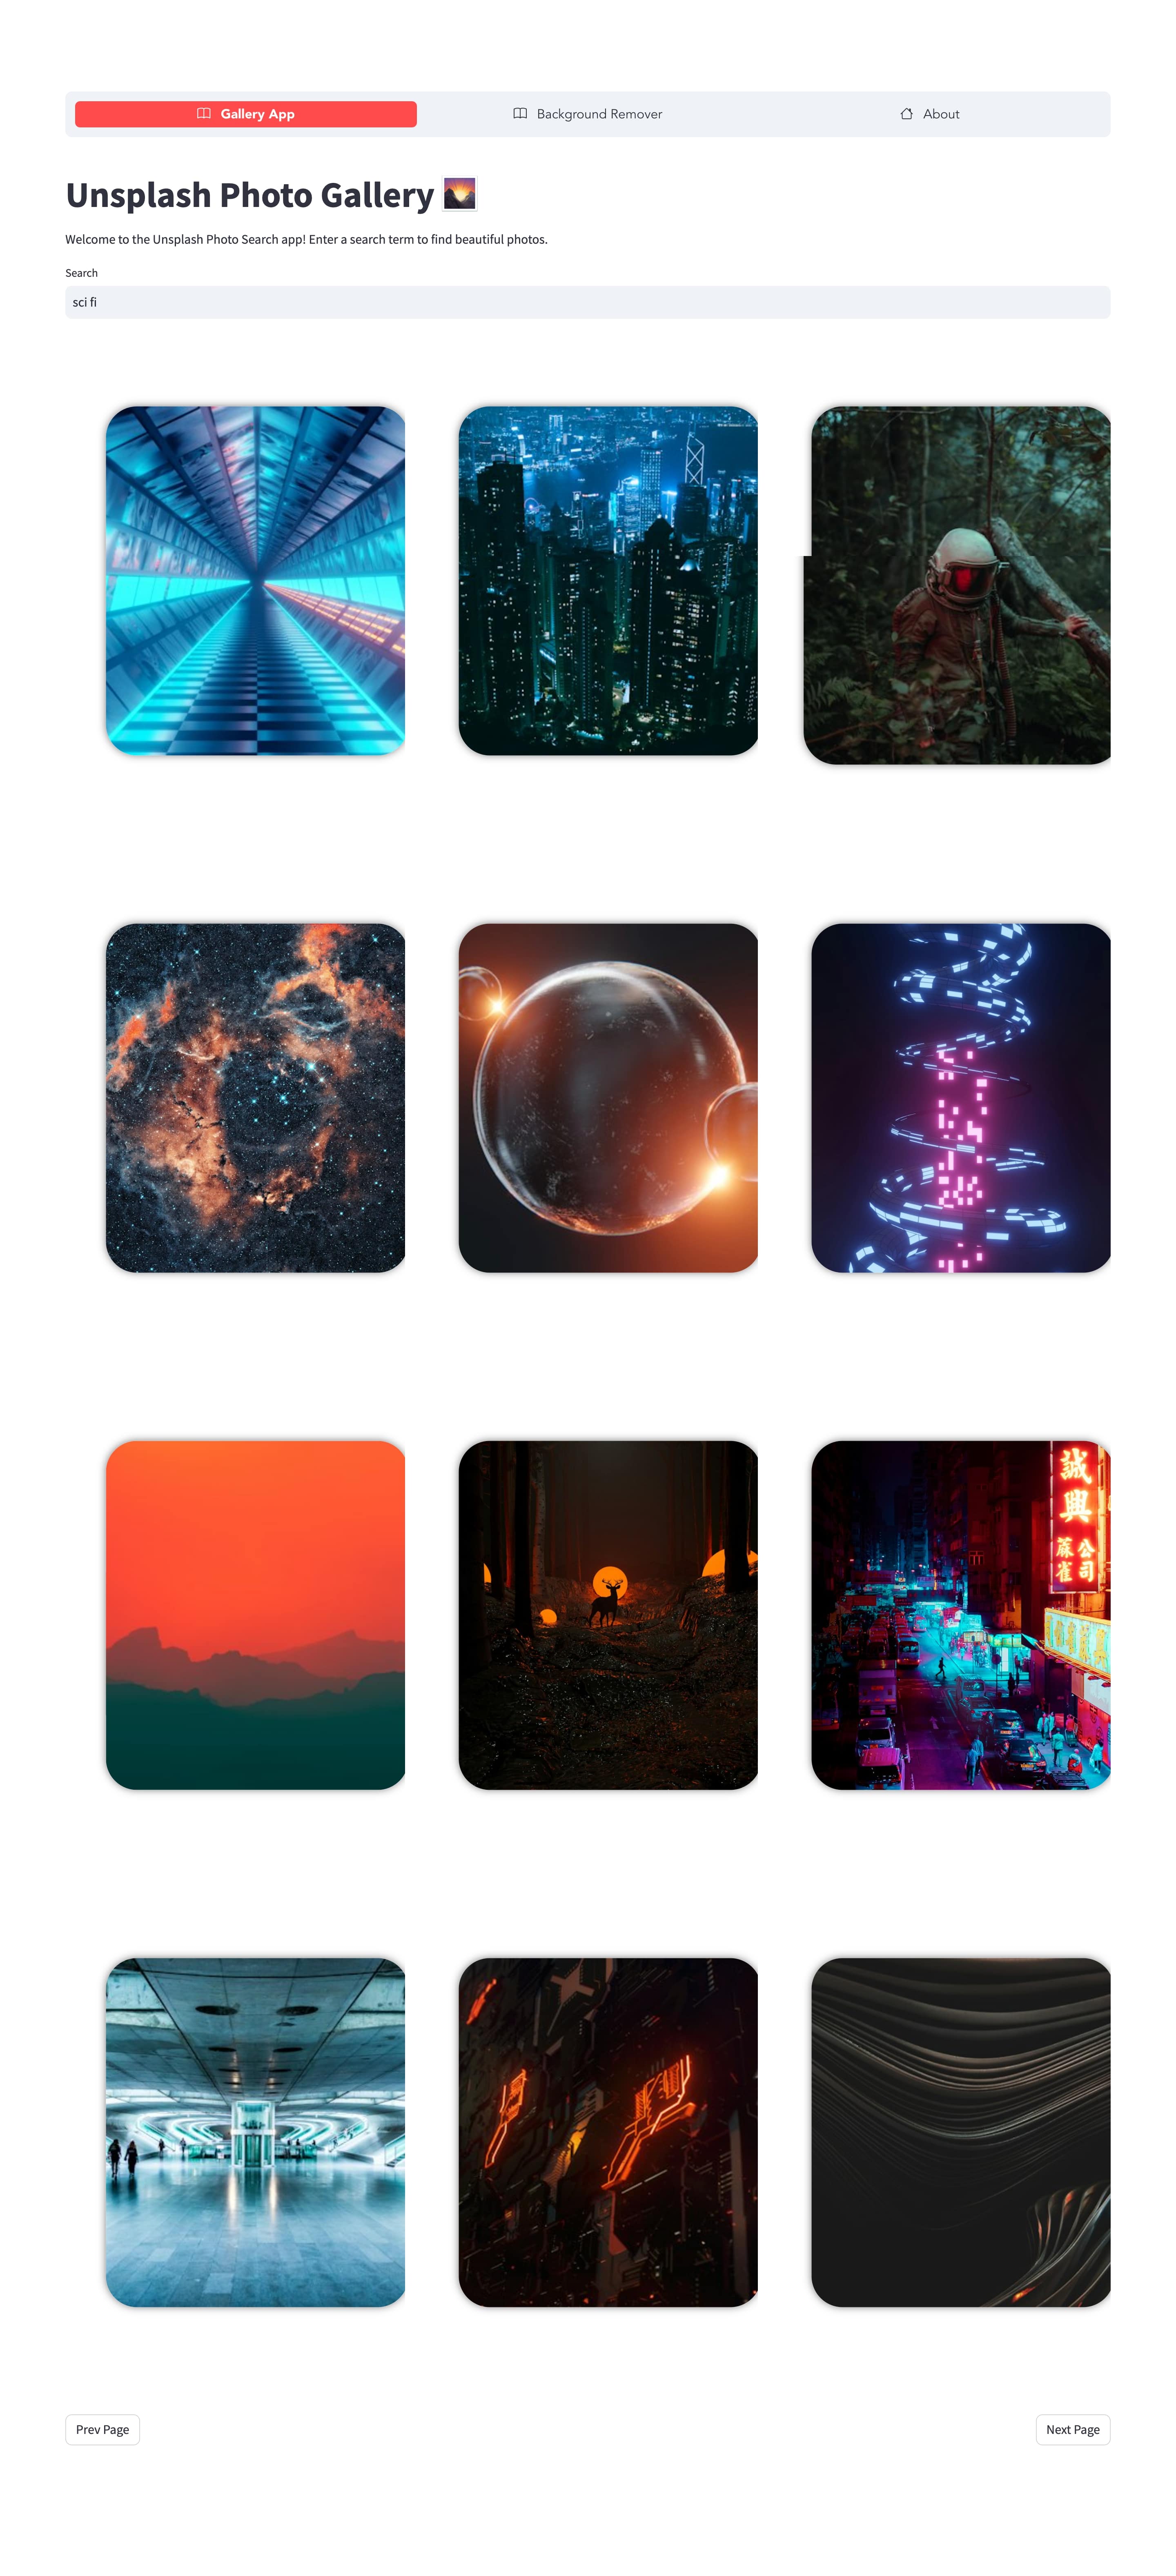 Gallery App
Background Remover
About
Unsplash Photo Gallery
Welcome to the Unsplash Photo Search app! Enter a search term to find beautiful photos.
Search
sci fi
誠興
麻雀
公司
Prev Page
Next Page